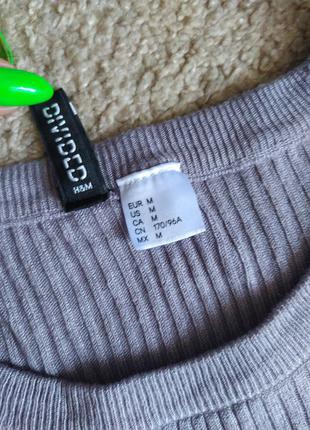 DIVIDED
H&M
EUR M
US M
CA M
CN 170/96A
MX M